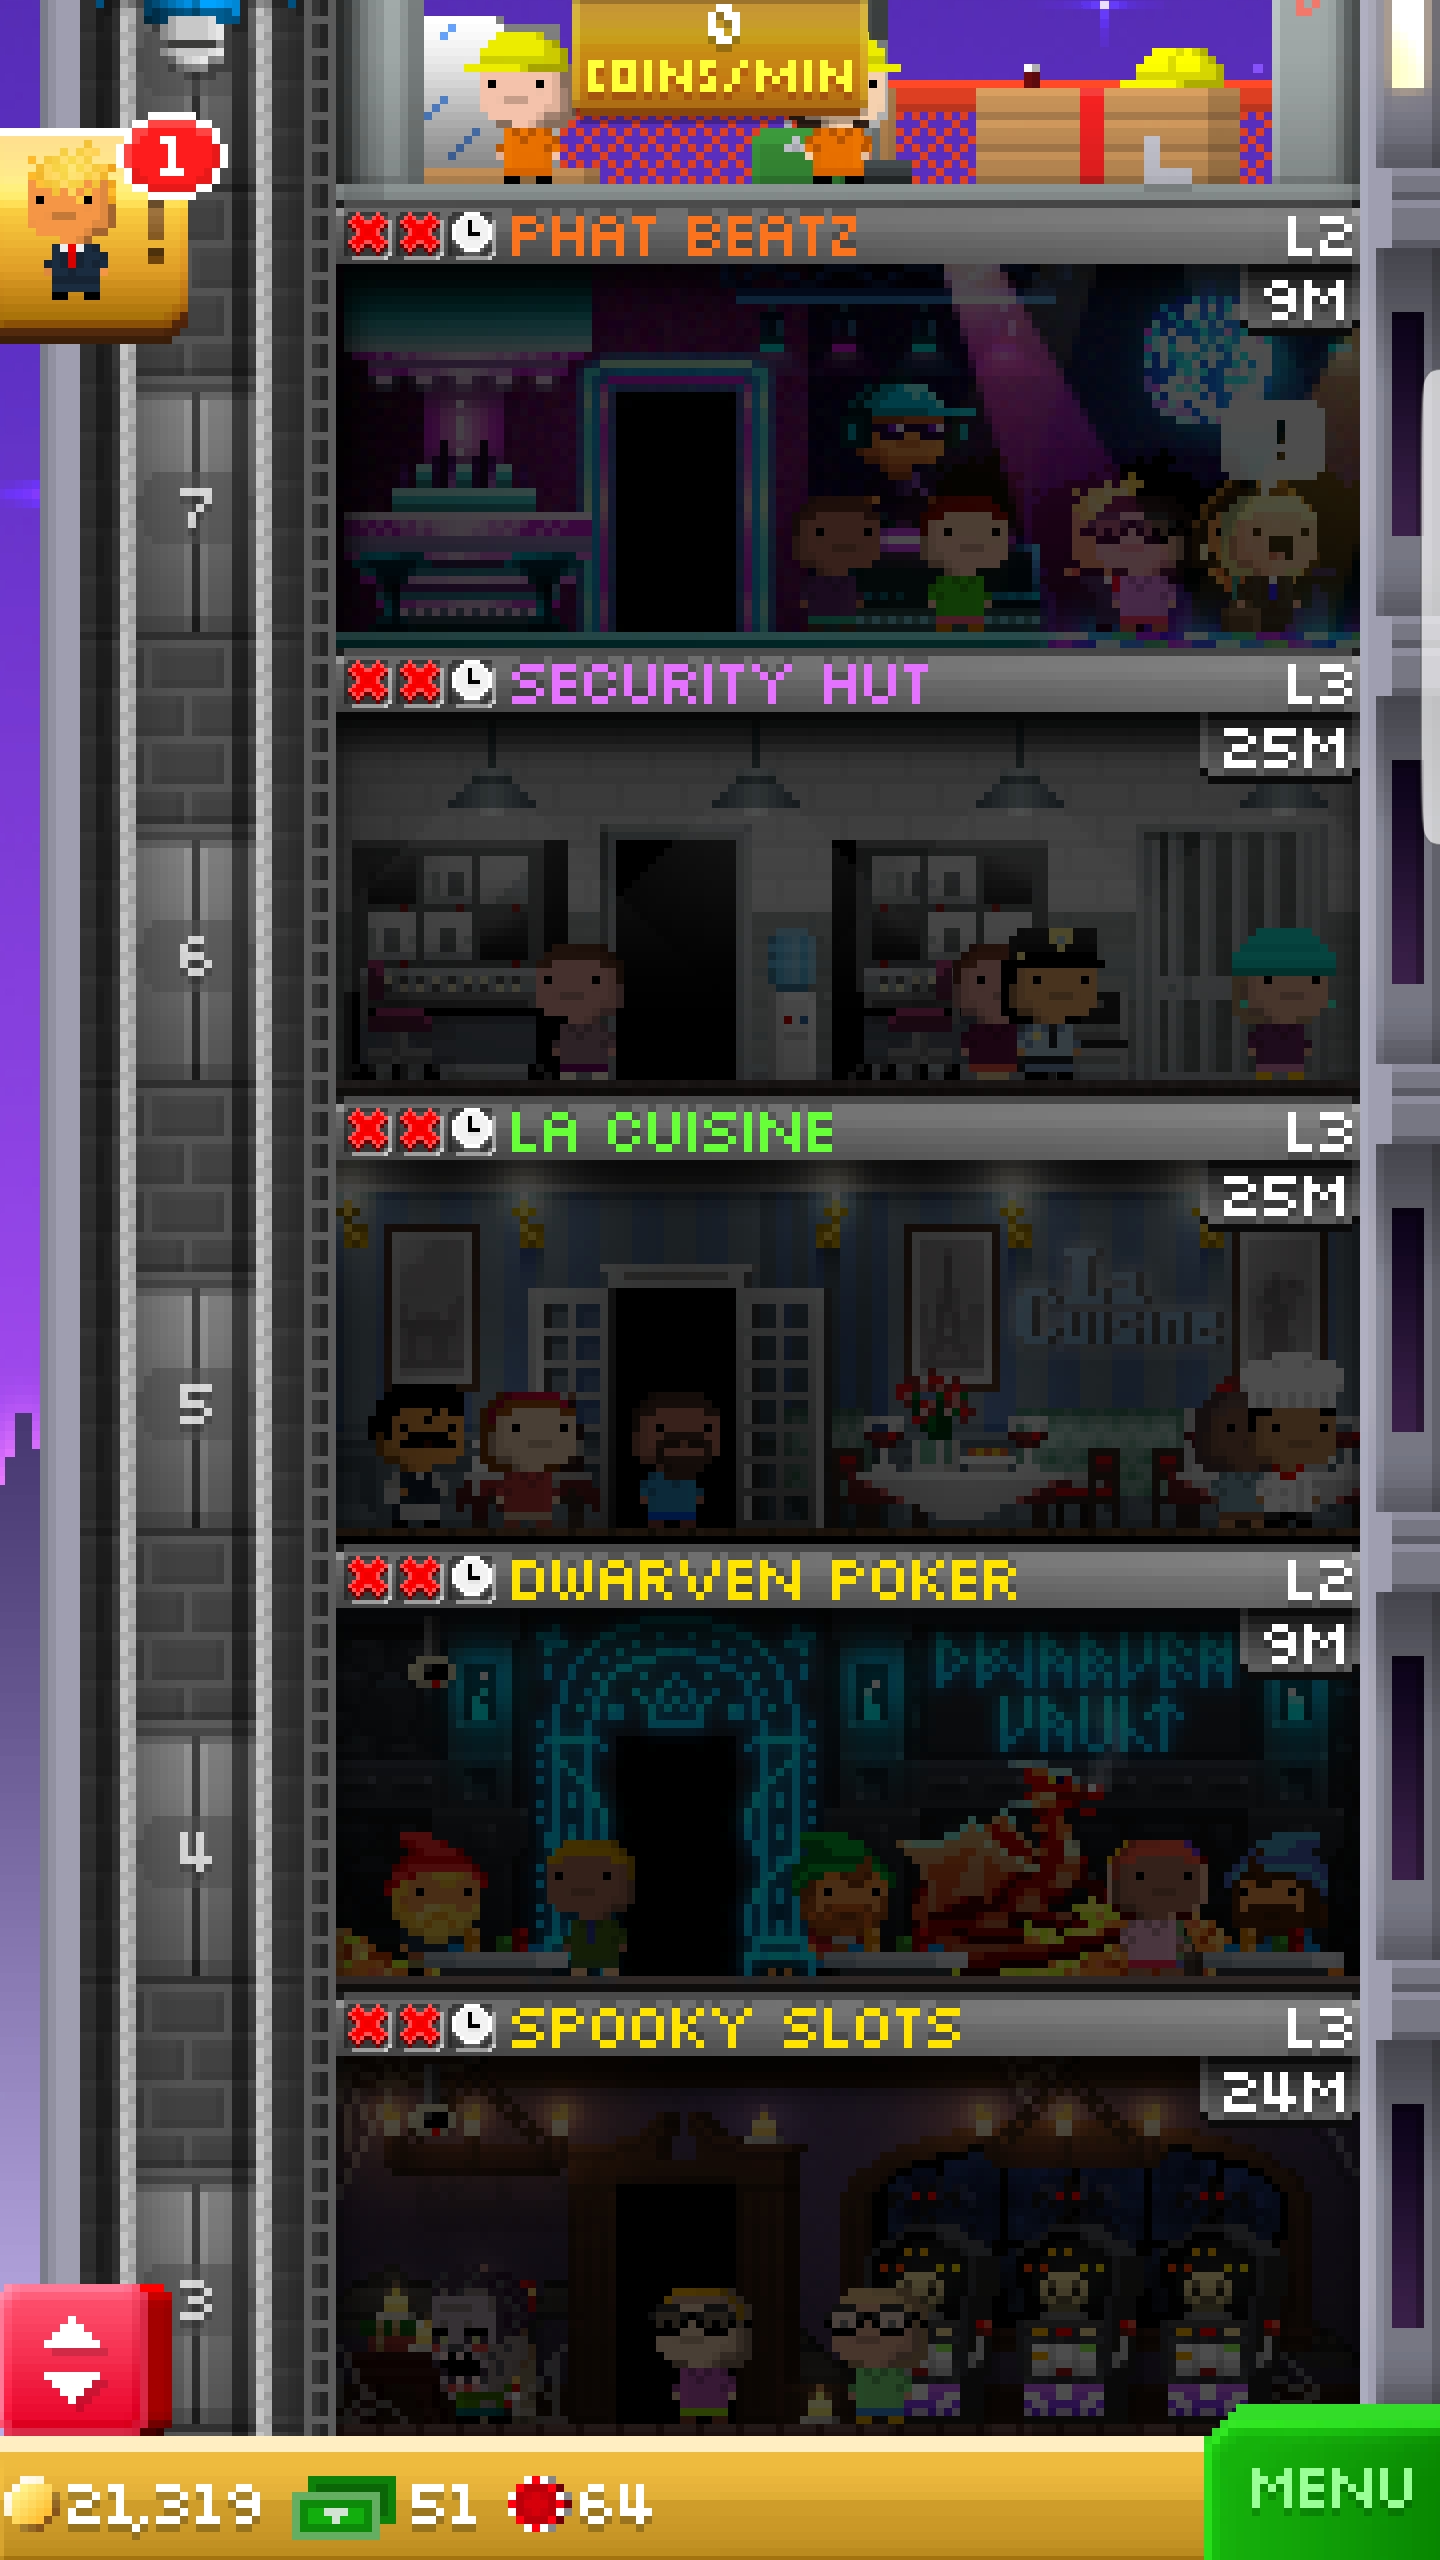 0
COINS/MIN
1
!
PHAT BEATZ L2
9M
!
7
SECURITY HUT L3
25M
6
LA CUISINE L3
25M
La
Cuisine
5
DWARVEN POKER L2
9M
DWARVEN
VAULT
4
SPOOKY SLOTS L3
24M
3
21,319 51 64
MENU